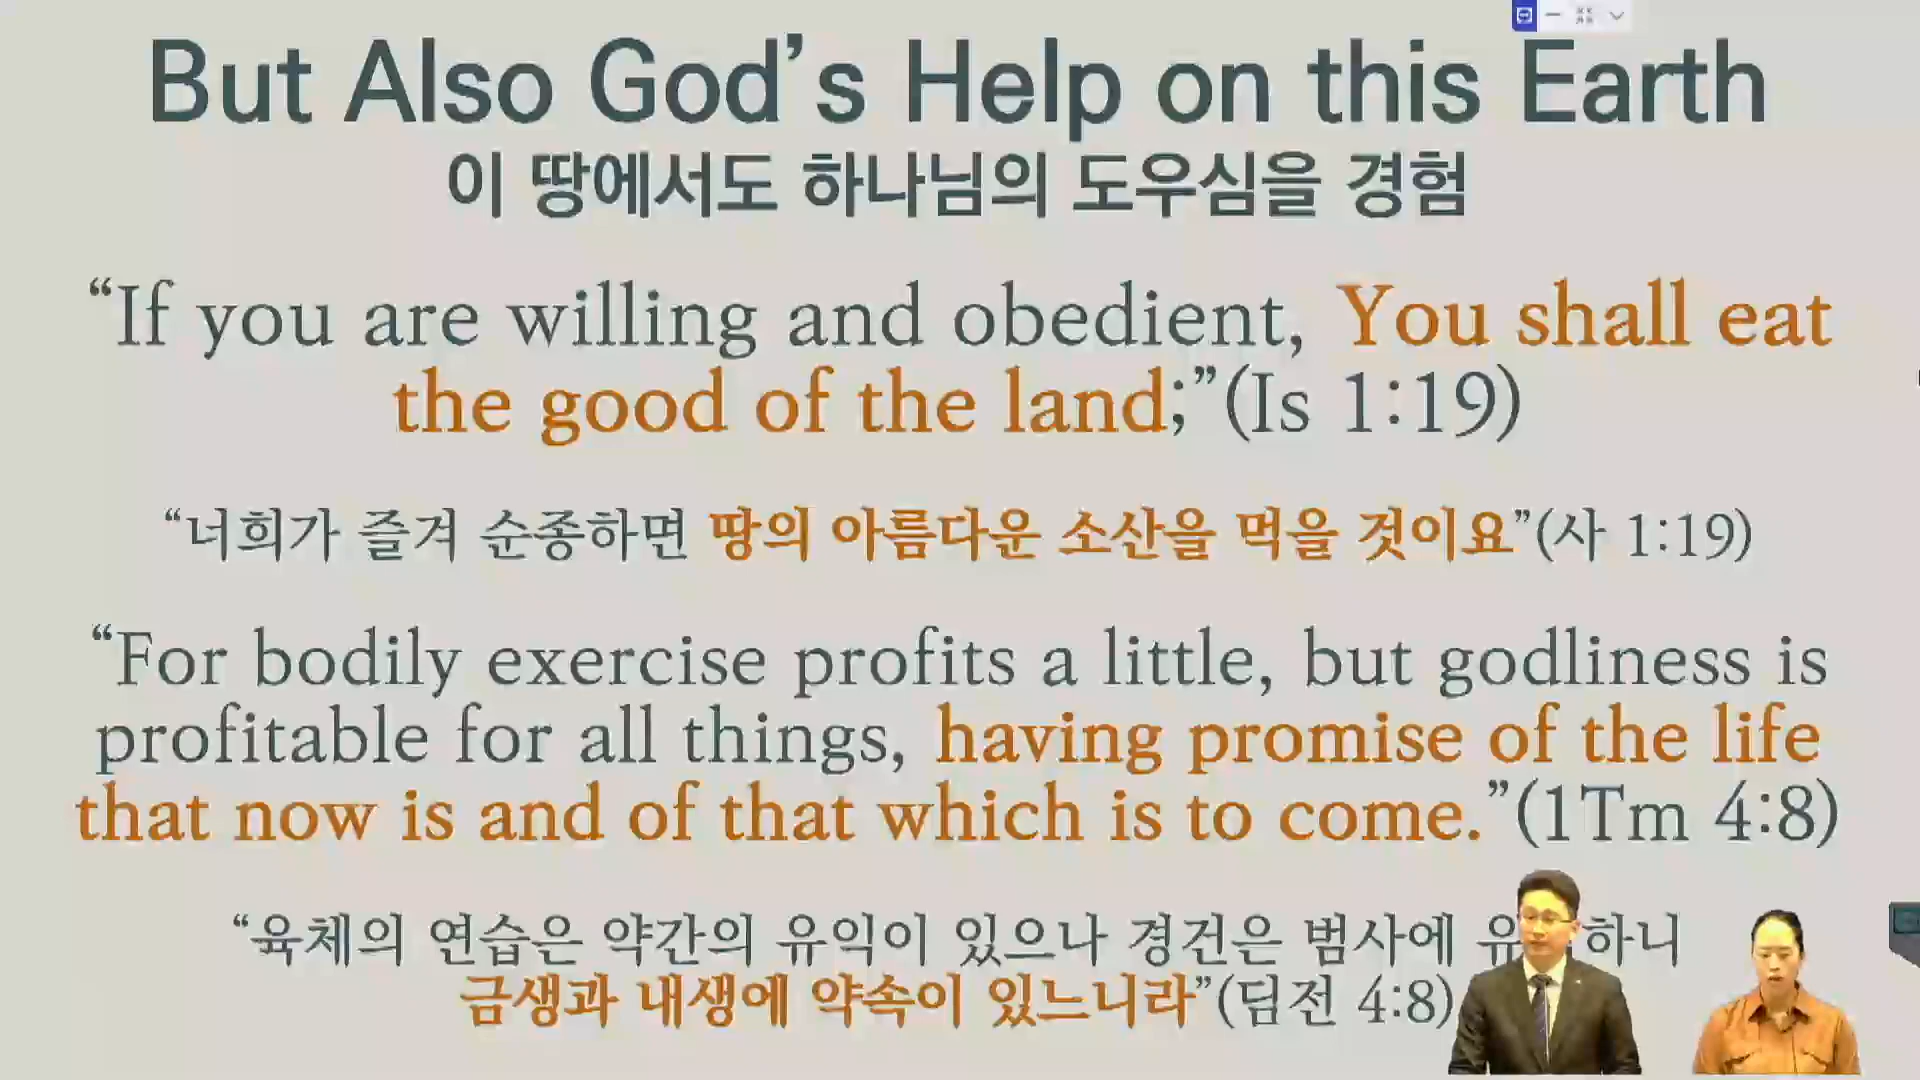 But Also God’s Help on this Earth
이 땅에서도 하나님의 도우심을 경험
“If you are willing and obedient, You shall eat
the good of the land;”(Is 1:19)
“너희가 즐겨 순종하면 땅의 아름다운 소산을 먹을 것이요”(사 1:19)
“For bodily exercise profits a little, but godliness is
profitable for all things, having promise of the life
that now is and of that which is to come.”(1Tm 4:8)
“육체의 연습은 약간의 유익이 있으나 경건은 범사에
금생과 내생에 약속이 있느니라”(딤전 4:8)